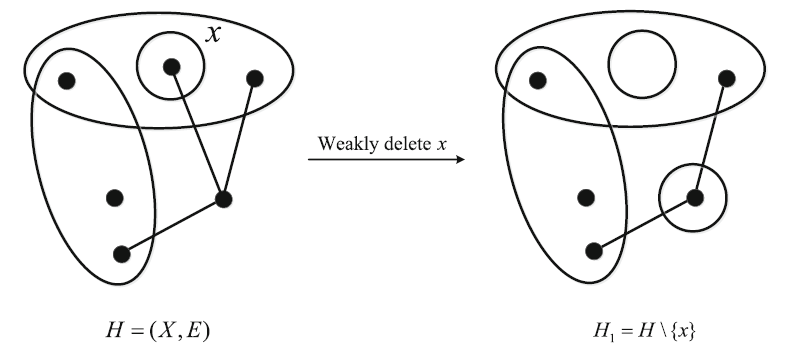 x
Weakly delete x
H = (X, E)
H₁ = H \ {x}